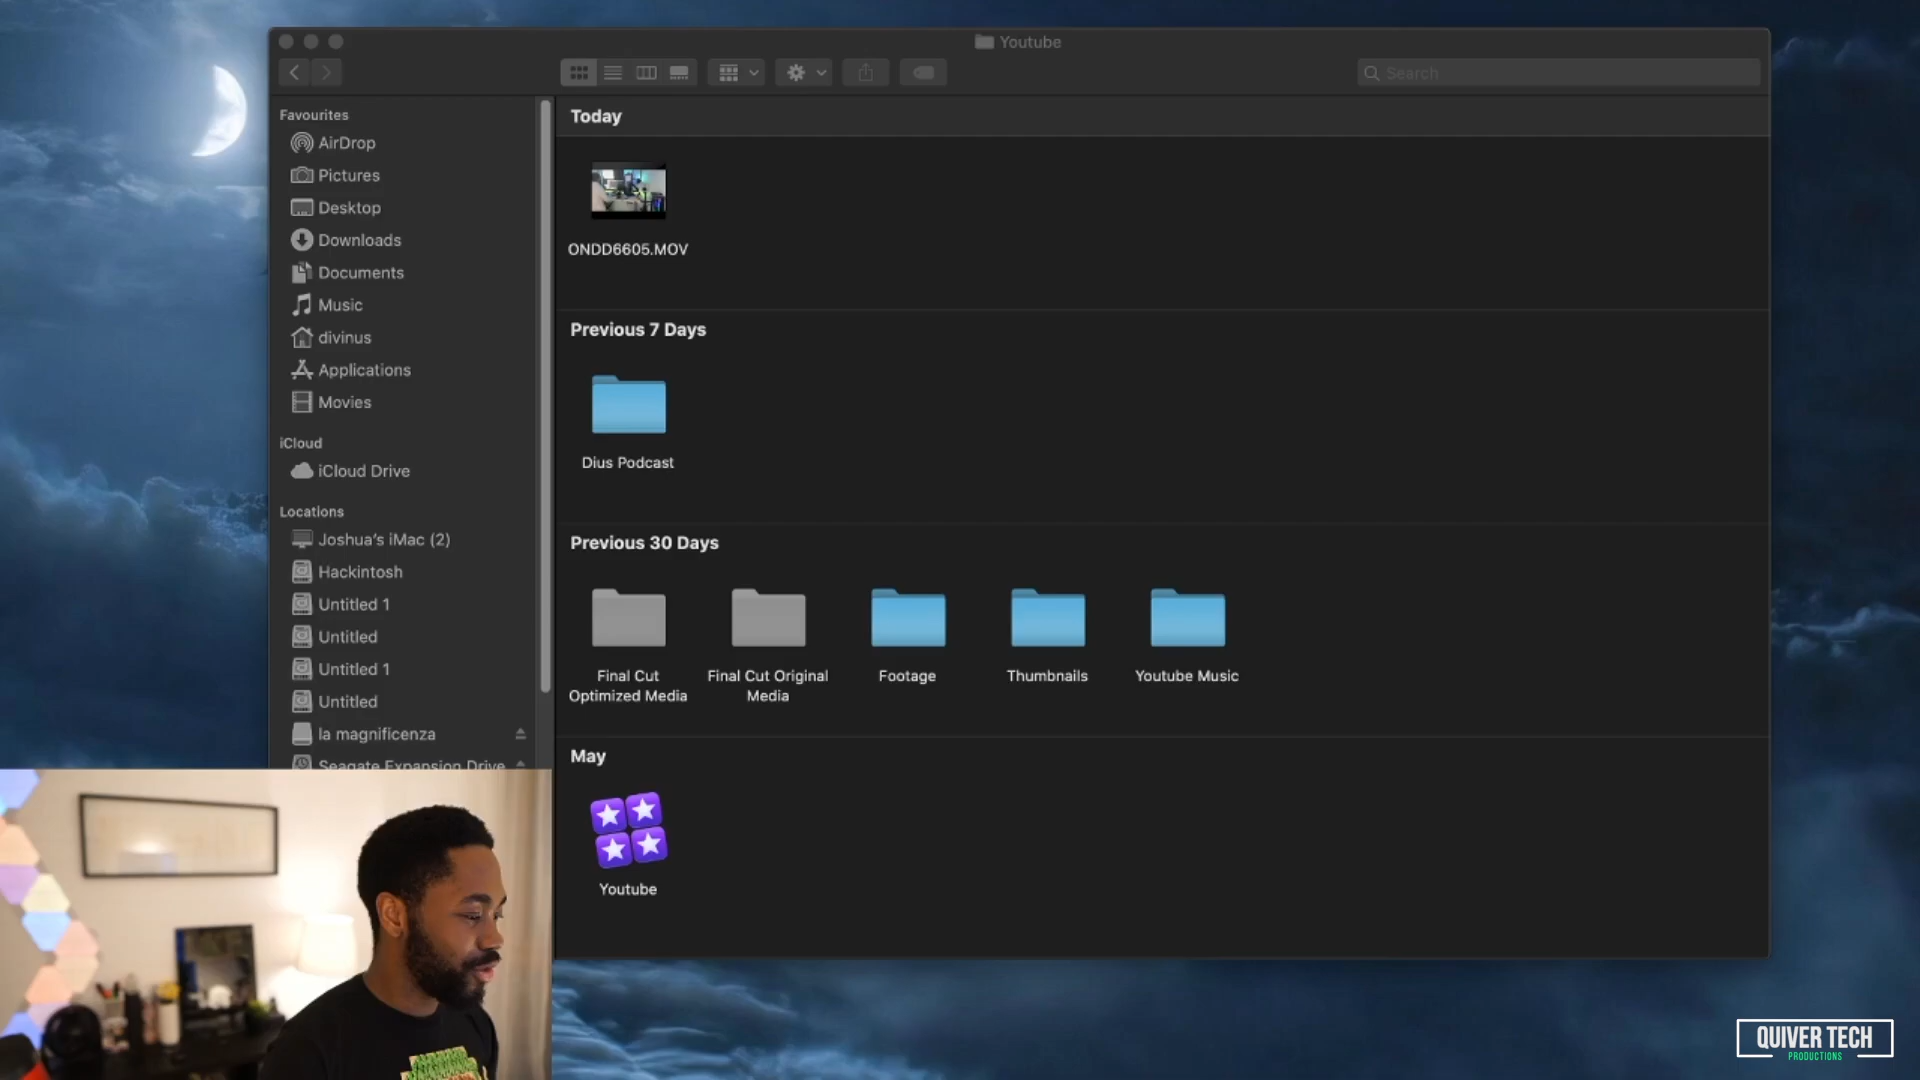 Youtube
Search
Favourites
AirDrop
Pictures
Desktop
Downloads
Documents
Music
divinus
Applications
Movies
iCloud
iCloud Drive
Locations
Joshua's iMac (2)
Hackintosh
Untitled 1
Untitled
Untitled 1
Untitled
la magnificenza
Seagate Expansion Drive
Today
ONDD6605.MOV
Previous 7 Days
Dius Podcast
Previous 30 Days
Final Cut
Optimized Media
Final Cut Original
Media
Footage
Thumbnails
Youtube Music
May
Youtube
QUIVER TECH
PRODUCTIONS